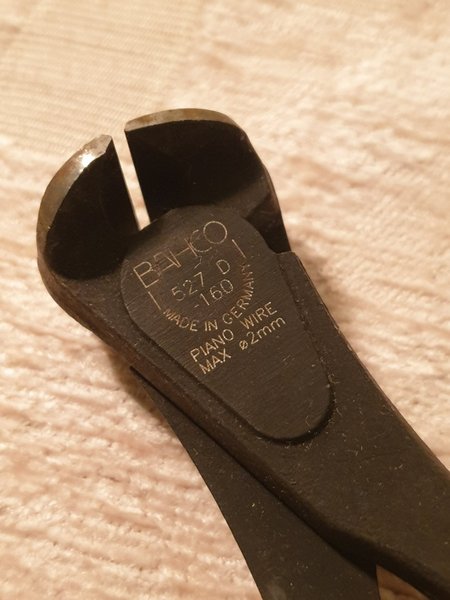 BAHCO
527 D
-160
MADE IN GERMANY
PIANO WIRE
MAX ø2mm